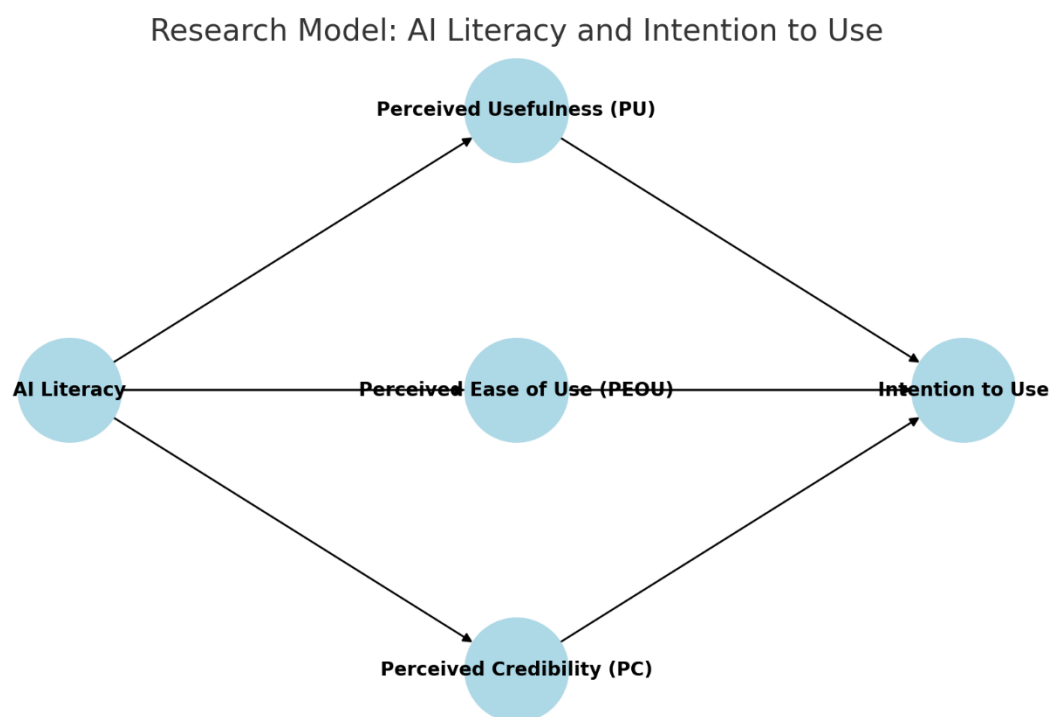 Research Model: AI Literacy and Intention to Use
Perceived Usefulness (PU)
AI Literacy
Perceived Ease of Use (PEOU)
Intention to Use
Perceived Credibility (PC)